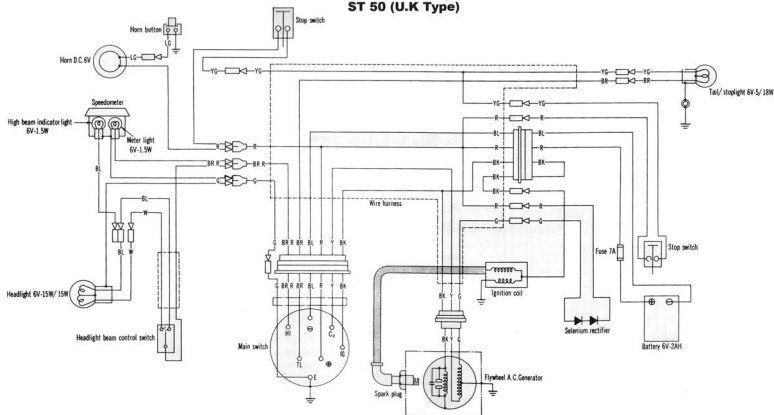 ST 50 (U.K Type)
Horn button
Stop switch
LG
LG
LG
Horn D.C.6V
YG
YG
YG
YG
BR
BR
Tail/stoplight 6V-5/18W
Speedometer
High beam indicator light
6V-1.5W
Meter light
6V-1.5W
YG
YG
R
R
BL
BL
R
R
R
R
BK
BK
BK
BK
BR R
BR R
G
G
BL
BL
W
Wire harness
R
R
G
G
BL
W
G
BR
R
BR
BL
R
Y
BK
Fuse 7A
Stop switch
Ignition coil
G
BR
R
BR
BL
R
Y
BK
BK
Y
G
Headlight 6V-15W/15W
Headlight beam control switch
Main switch
HI
C₂
IG
TL
E
Selenium rectifier
Battery 6V-2AH
BK
Y
G
Spark plug
Flywheel A.C.Generator